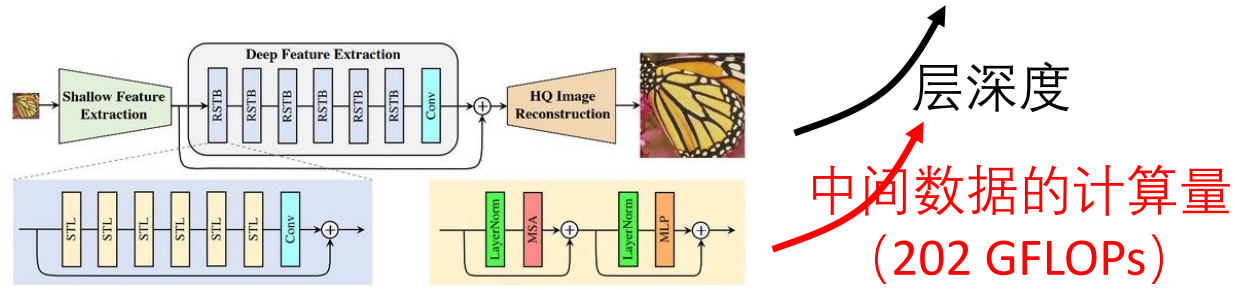 Deep Feature Extraction
Shallow Feature
Extraction
RSTB
RSTB
RSTB
RSTB
RSTB
RSTB
Conv
HQ Image
Reconstruction
STL
STL
STL
STL
STL
STL
Conv
LayerNorm
MSA
LayerNorm
MLP
层深度
中间数据的计算量
（202 GFLOPs）